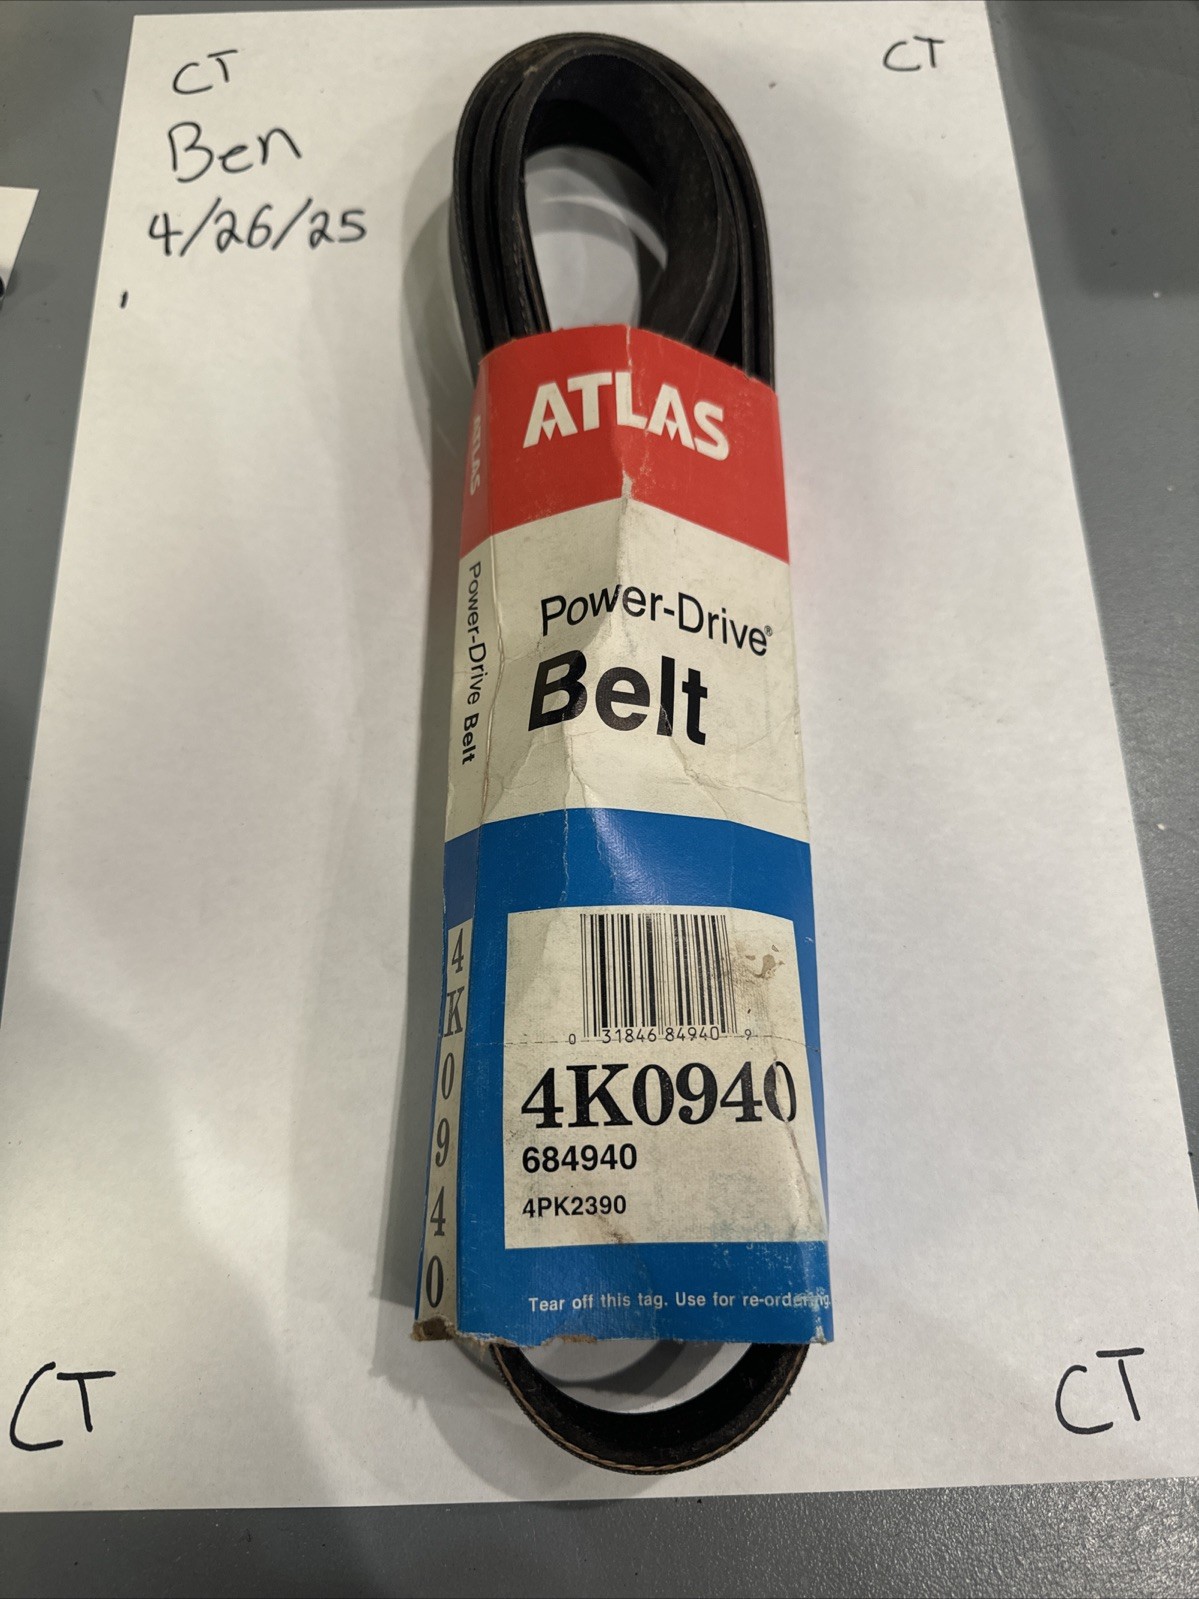 CT
CT
Ben
4/26/25
ATLAS
ATLAS
Power-Drive®
Belt
Power-Drive Belt
0 31846 84940 9
4K0940
684940
4PK2390
4K0940
Tear off this tag. Use for re-ordering
CT
CT